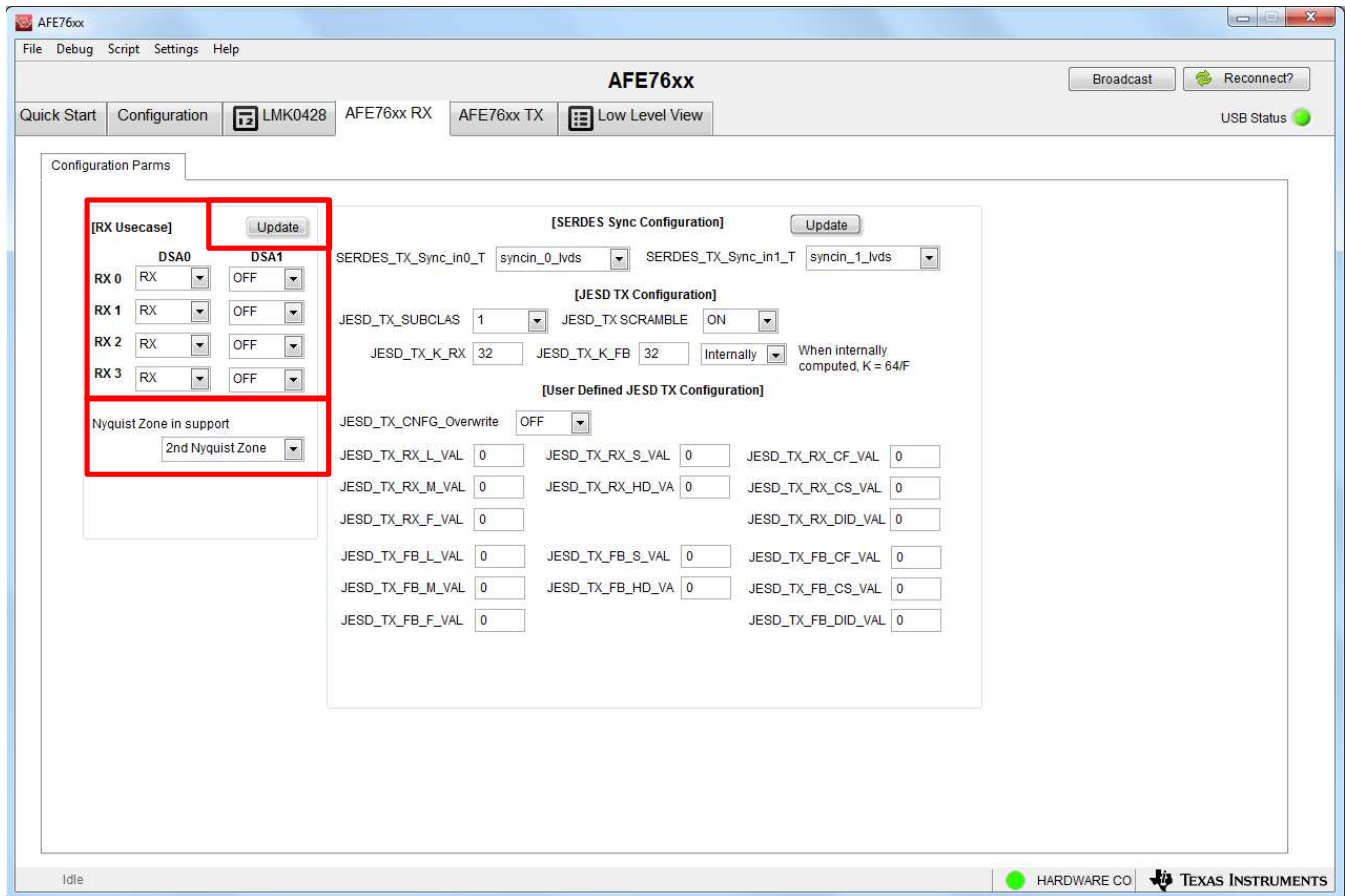 AFE76xx
File Debug Script Settings Help
AFE76xx
Broadcast
Reconnect?
Quick Start Configuration LMK0428 AFE76xx RX AFE76xx TX Low Level View
USB Status
Configuration Parms
[RX Usecase] Update
DSA0 DSA1
RX 0 RX OFF
RX 1 RX OFF
RX 2 RX OFF
RX 3 RX OFF
Nyquist Zone in support
2nd Nyquist Zone
[SERDES Sync Configuration] Update
SERDES_TX_Sync_in0_T syncin_0_lvds SERDES_TX_Sync_in1_T syncin_1_lvds
[JESD TX Configuration]
JESD_TX_SUBCLAS 1 JESD_TX SCRAMBLE ON
JESD_TX_K_RX 32 JESD_TX_K_FB 32 Internally When internally
computed, K = 64/F
[User Defined JESD TX Configuration]
JESD_TX_CNFG_Overwrite OFF
JESD_TX_RX_L_VAL 0 JESD_TX_RX_S_VAL 0 JESD_TX_RX_CF_VAL 0
JESD_TX_RX_M_VAL 0 JESD_TX_RX_HD_VA 0 JESD_TX_RX_CS_VAL 0
JESD_TX_RX_F_VAL 0 JESD_TX_RX_DID_VAL 0
JESD_TX_FB_L_VAL 0 JESD_TX_FB_S_VAL 0 JESD_TX_FB_CF_VAL 0
JESD_TX_FB_M_VAL 0 JESD_TX_FB_HD_VA 0 JESD_TX_FB_CS_VAL 0
JESD_TX_FB_F_VAL 0 JESD_TX_FB_DID_VAL 0
Idle
HARDWARE CO TEXAS INSTRUMENTS